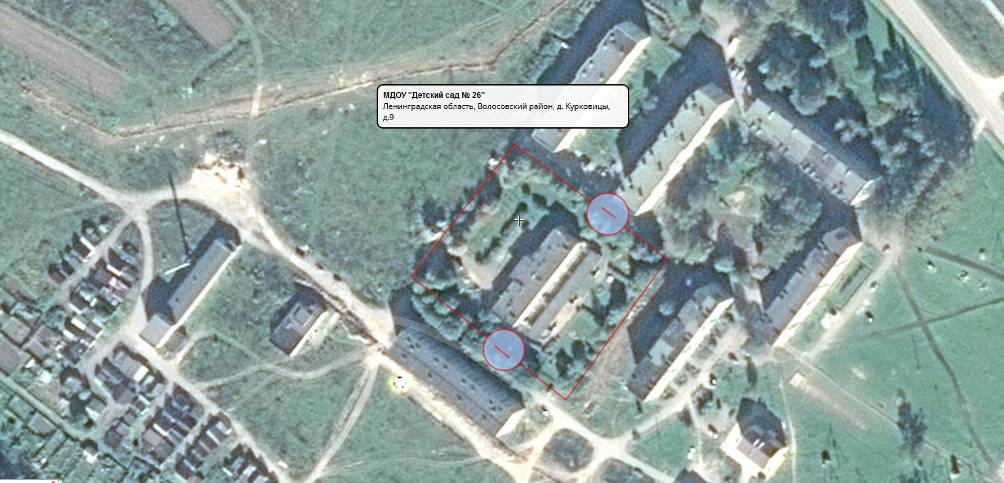 МДОУ "Детский сад № 26"
Ленинградская область, Волосовский район, д. Курковицы,
д.9